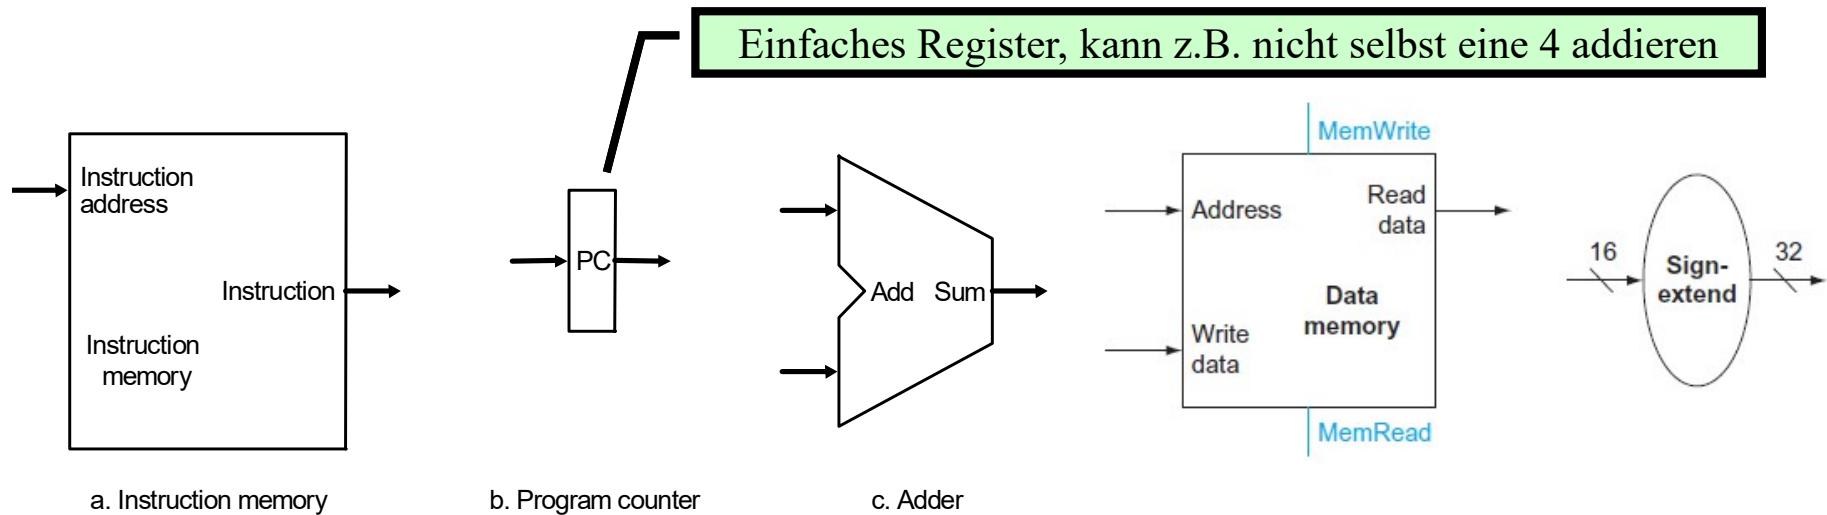 Einfaches Register, kann z.B. nicht selbst eine 4 addieren
Instruction
address
Instruction
Instruction
memory
a. Instruction memory
PC
b. Program counter
Add
Sum
c. Adder
MemWrite
Address
Read
data
Data
memory
Write
data
MemRead
16
Sign-
extend
32